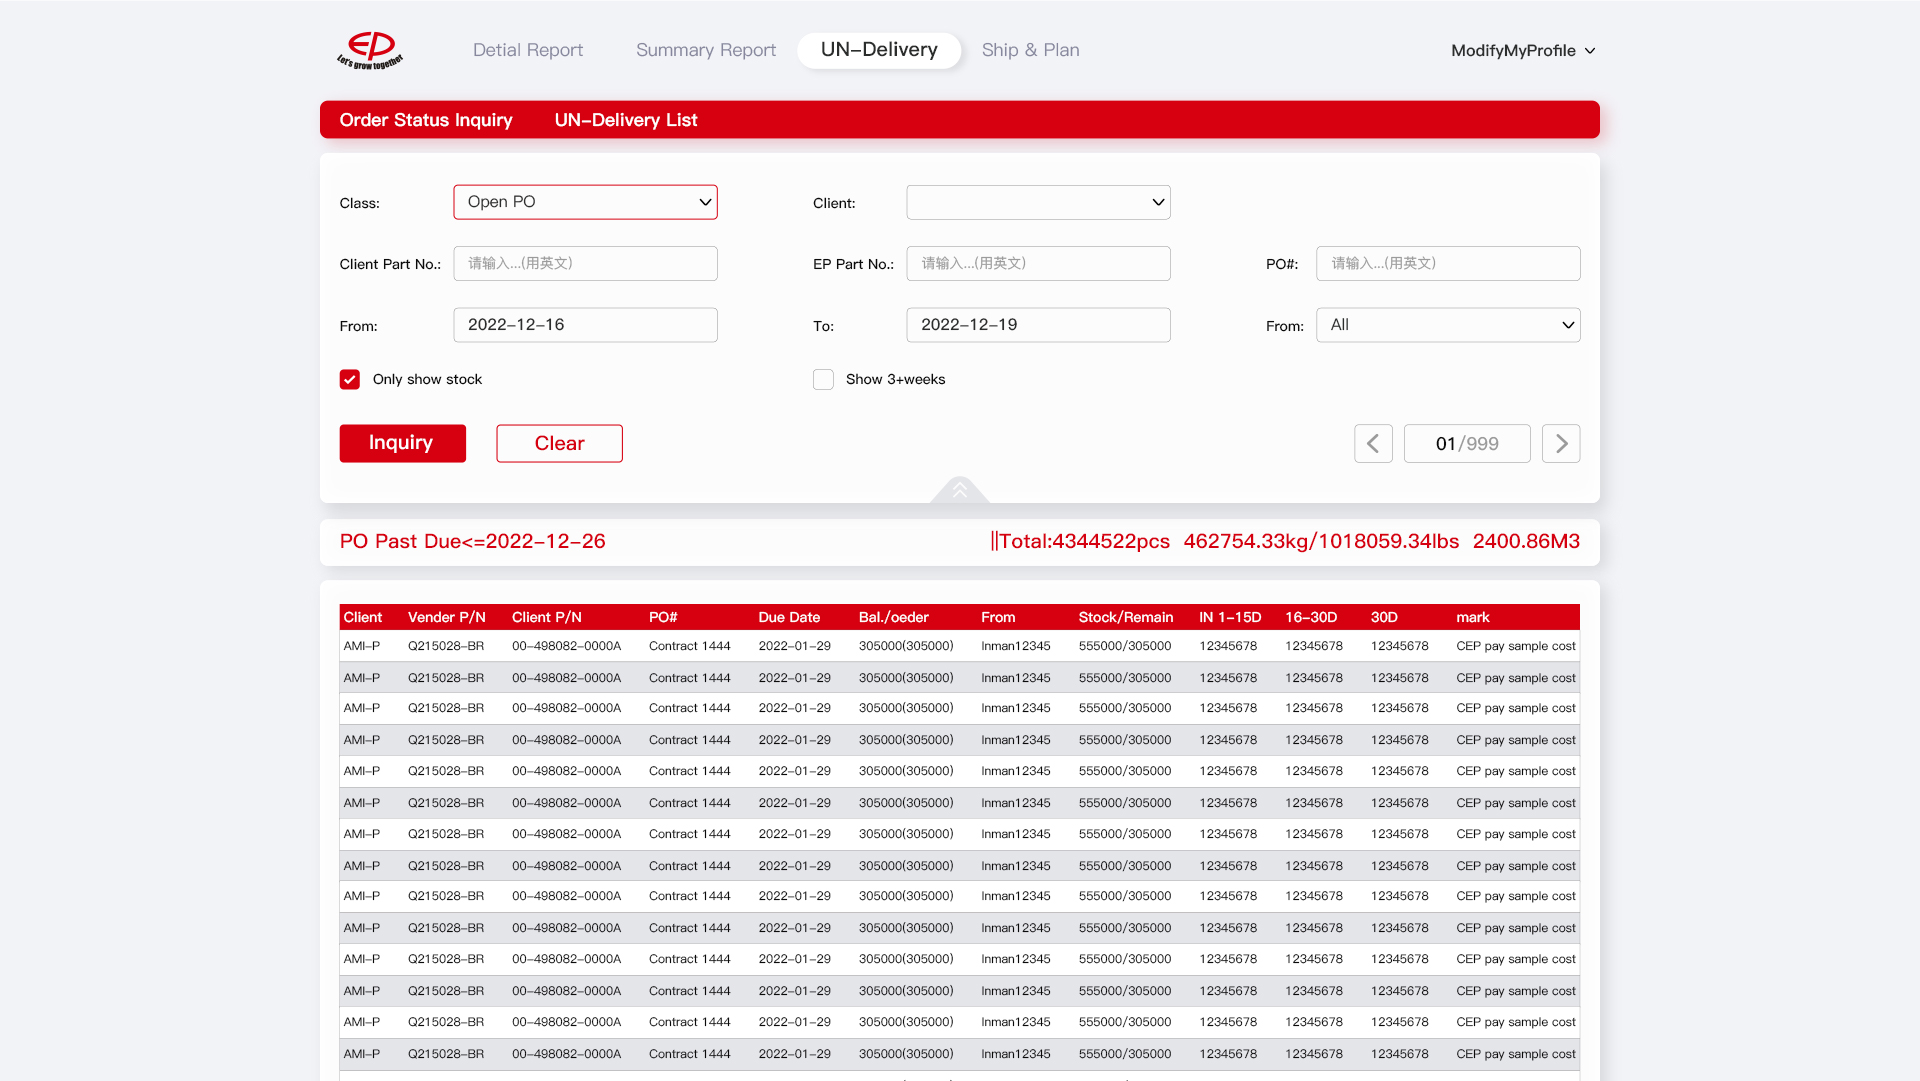 EP
Let's grow together
Detial Report Summary Report UN-Delivery Ship & Plan ModifyMyProfile
Order Status Inquiry UN-Delivery List
Class: Open PO Client:
Client Part No.: 请输入...(用英文) EP Part No.: 请输入...(用英文) PO#: 请输入...(用英文)
From: 2022-12-16 To: 2022-12-19 From: All
Only show stock Show 3+weeks
Inquiry Clear 01/999
PO Past Due<=2022-12-26 ||Total:4344522pcs 462754.33kg/1018059.34lbs 2400.86M3
Client Vender P/N Client P/N PO# Due Date Bal./oeder From Stock/Remain IN 1-15D 16-30D 30D mark
AMI-P Q215028-BR 00-498082-0000A Contract 1444 2022-01-29 305000(305000) Inman12345 555000/305000 12345678 12345678 12345678 CEP pay sample cost
AMI-P Q215028-BR 00-498082-0000A Contract 1444 2022-01-29 305000(305000) Inman12345 555000/305000 12345678 12345678 12345678 CEP pay sample cost
AMI-P Q215028-BR 00-498082-0000A Contract 1444 2022-01-29 305000(305000) Inman12345 555000/305000 12345678 12345678 12345678 CEP pay sample cost
AMI-P Q215028-BR 00-498082-0000A Contract 1444 2022-01-29 305000(305000) Inman12345 555000/305000 12345678 12345678 12345678 CEP pay sample cost
AMI-P Q215028-BR 00-498082-0000A Contract 1444 2022-01-29 305000(305000) Inman12345 555000/305000 12345678 12345678 12345678 CEP pay sample cost
AMI-P Q215028-BR 00-498082-0000A Contract 1444 2022-01-29 305000(305000) Inman12345 555000/305000 12345678 12345678 12345678 CEP pay sample cost
AMI-P Q215028-BR 00-498082-0000A Contract 1444 2022-01-29 305000(305000) Inman12345 555000/305000 12345678 12345678 12345678 CEP pay sample cost
AMI-P Q215028-BR 00-498082-0000A Contract 1444 2022-01-29 305000(305000) Inman12345 555000/305000 12345678 12345678 12345678 CEP pay sample cost
AMI-P Q215028-BR 00-498082-0000A Contract 1444 2022-01-29 305000(305000) Inman12345 555000/305000 12345678 12345678 12345678 CEP pay sample cost
AMI-P Q215028-BR 00-498082-0000A Contract 1444 2022-01-29 305000(305000) Inman12345 555000/305000 12345678 12345678 12345678 CEP pay sample cost
AMI-P Q215028-BR 00-498082-0000A Contract 1444 2022-01-29 305000(305000) Inman12345 555000/305000 12345678 12345678 12345678 CEP pay sample cost
AMI-P Q215028-BR 00-498082-0000A Contract 1444 2022-01-29 305000(305000) Inman12345 555000/305000 12345678 12345678 12345678 CEP pay sample cost
AMI-P Q215028-BR 00-498082-0000A Contract 1444 2022-01-29 305000(305000) Inman12345 555000/305000 12345678 12345678 12345678 CEP pay sample cost
AMI-P Q215028-BR 00-498082-0000A Contract 1444 2022-01-29 305000(305000) Inman12345 555000/305000 12345678 12345678 12345678 CEP pay sample cost